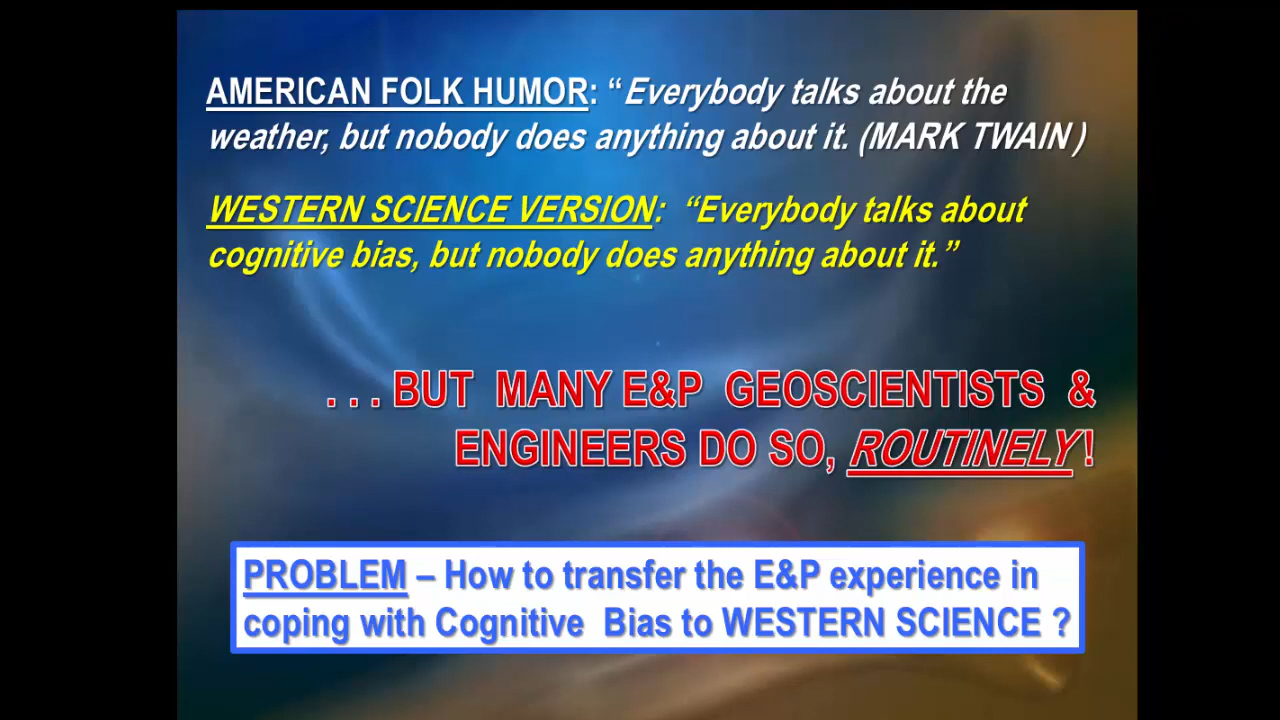 AMERICAN FOLK HUMOR: “Everybody talks about the
weather, but nobody does anything about it. (MARK TWAIN )
WESTERN SCIENCE VERSION: “Everybody talks about
cognitive bias, but nobody does anything about it.”
. . . BUT MANY E&P GEOSCIENTISTS &
ENGINEERS DO SO, ROUTINELY !
PROBLEM – How to transfer the E&P experience in
coping with Cognitive Bias to WESTERN SCIENCE ?